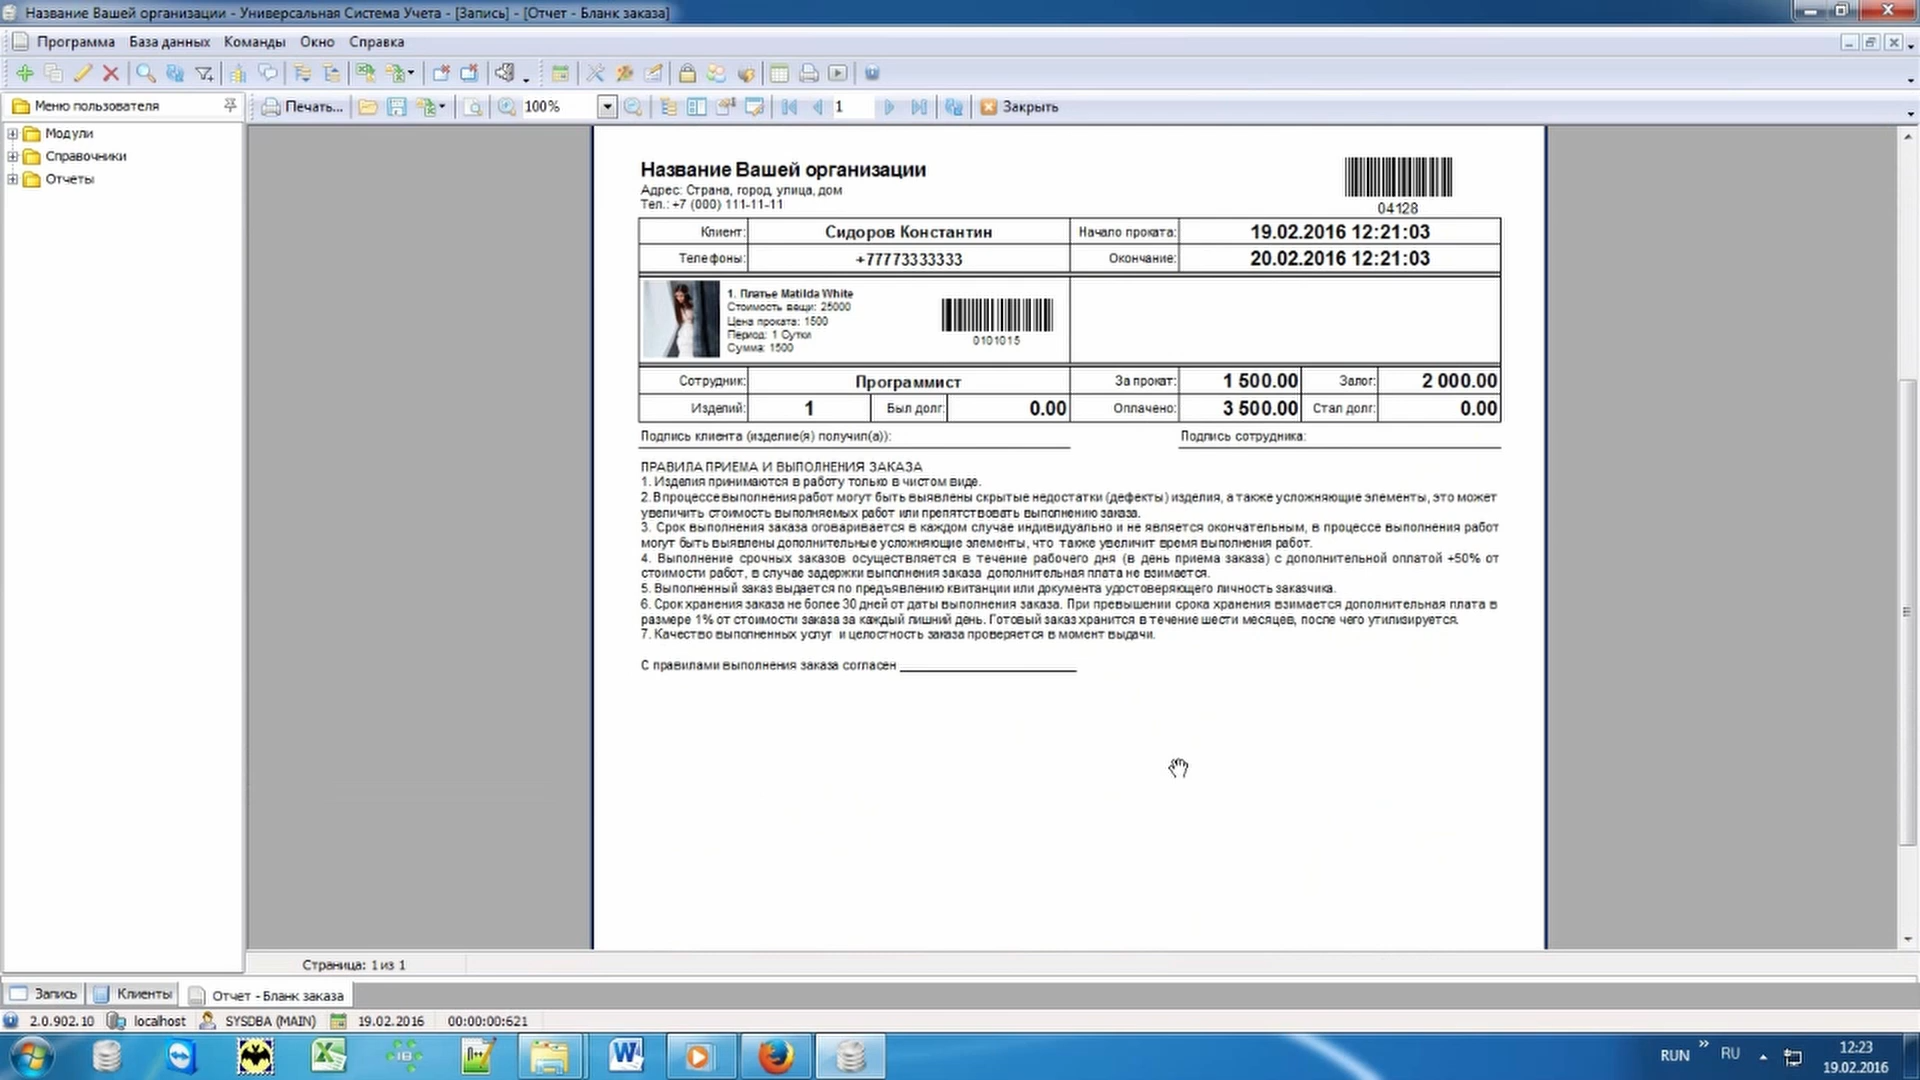 Название Вашей организации - Универсальная Система Учета - [Запись] - [Отчет - Бланк заказа]
Программа База данных Команды Окно Справка
Меню пользователя
Печать... 100% 1 Закрыть
Модули
Справочники
Отчеты
Название Вашей организации
Адрес: Страна, город, улица, дом
Тел.: +7 (000) 111-11-11
04128
Клиент: Сидоров Константин Начало проката: 19.02.2016 12:21:03
Телефоны: +77773333333 Окончание: 20.02.2016 12:21:03
1. Платье Matilda White
Стоимость вещи: 25000
Цена проката: 1500
Период: 1 Сутки
Сумма: 1500
0101015
Сотрудник: Программист За прокат: 1 500.00 Залог: 2 000.00
Изделий: 1 Был долг: 0.00 Оплачено: 3 500.00 Стал долг: 0.00
Подпись клиента (изделие(я) получил(а)): Подпись сотрудника:
ПРАВИЛА ПРИЕМА И ВЫПОЛНЕНИЯ ЗАКАЗА
1. Изделия принимаются в работу только в чистом виде.
2. В процессе выполнения работ могут быть выявлены скрытые недостатки (дефекты) изделия, а также усложняющие элементы, это может
увеличить стоимость выполняемых работ или препятствовать выполнению заказа.
3. Срок выполнения заказа оговаривается в каждом случае индивидуально и не является окончательным, в процессе выполнения работ
могут быть выявлены дополнительные усложняющие элементы, что также увеличит время выполнения работ.
4. Выполнение срочных заказов осуществляется в течение рабочего дня (в день приема заказа) с дополнительной оплатой +50% от
стоимости работ, в случае задержки выполнения заказа дополнительная плата не взимается.
5. Выполненный заказ выдается по предъявлению квитанции или документа удостоверяющего личность заказчика.
6. Срок хранения заказа не более 30 дней от даты выполнения заказа. При превышении срока хранения взимается дополнительная плата в
размере 1% от стоимости заказа за каждый лишний день. Готовый заказ хранится в течение шести месяцев, после чего утилизируется.
7. Качество выполненных услуг и целостность заказа проверяется в момент выдачи.
С правилами выполнения заказа согласен
Страница: 1 из 1
Запись Клиенты Отчет - Бланк заказа
2.0.902.10 localhost SYSDBA (MAIN) 19.02.2016 00:00:00:621
RUN RU 12:23
19.02.2016